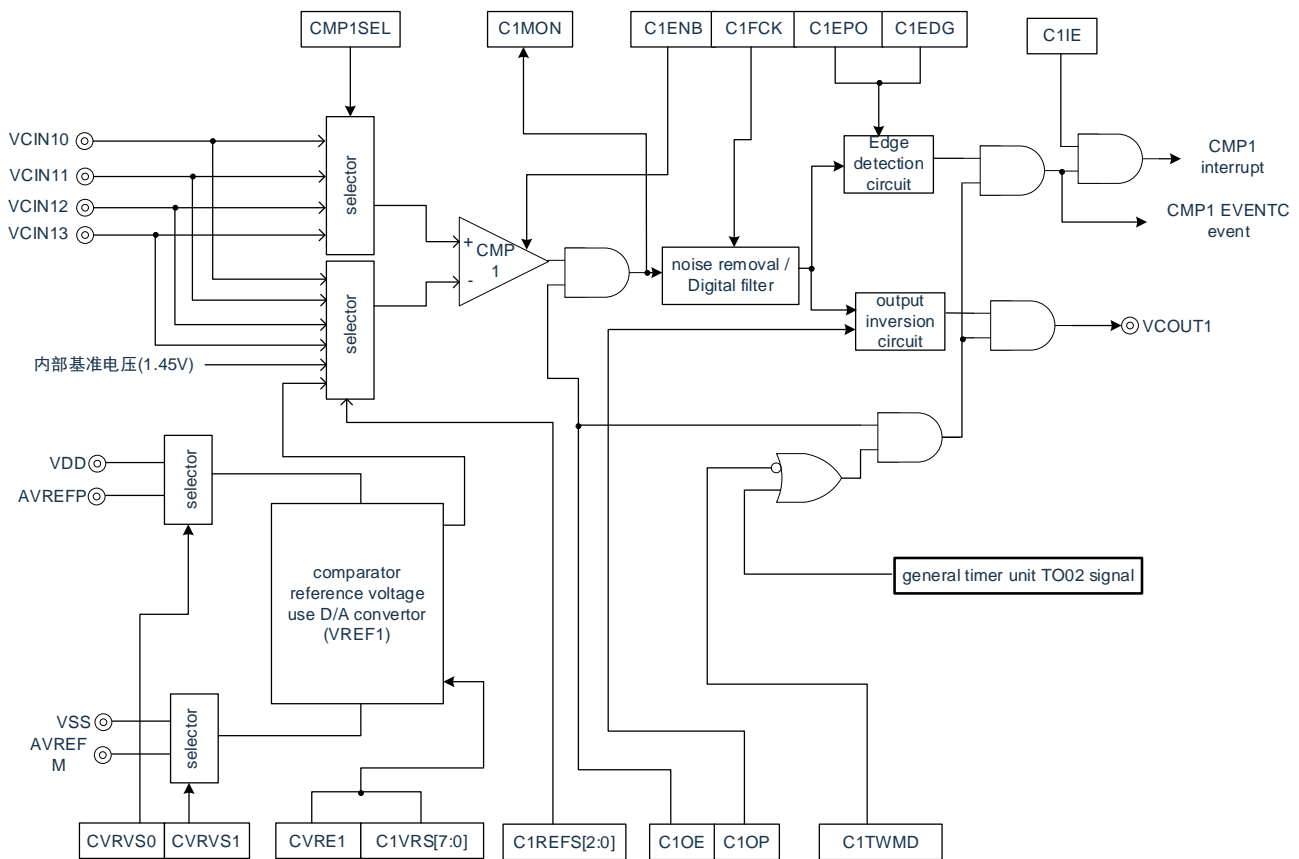 CMP1SEL
C1MON
C1ENB
C1FCK
C1EPO
C1EDG
C1IE
VCIN10
VCIN11
VCIN12
VCIN13
selector
+
CMP
1
-
noise removal /
Digital filter
Edge
detection
circuit
CMP1
interrupt
CMP1 EVENTC
event
output
inversion
circuit
VCOUT1
selector
内部基准电压(1.45V)
VDD
AVREFP
selector
comparator
reference voltage
use D/A convertor
(VREF1)
general timer unit TO02 signal
VSS
AVREF
M
selector
CVRVS0
CVRVS1
CVRE1
C1VRS[7:0]
C1REFS[2:0]
C1OE
C1OP
C1TWMD